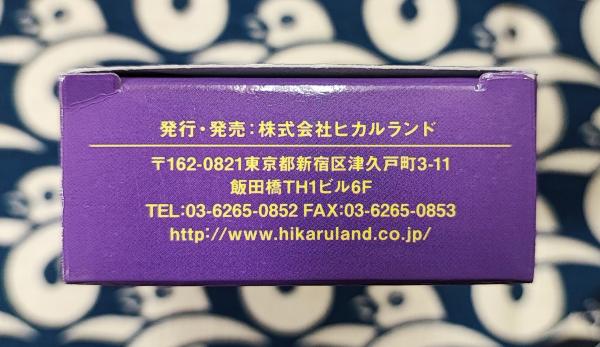 発行・発売：株式会社ヒカルランド
〒162-0821東京都新宿区津久戸町3-11
飯田橋TH1ビル6F
TEL:03-6265-0852 FAX:03-6265-0853
http://www.hikaruland.co.jp/